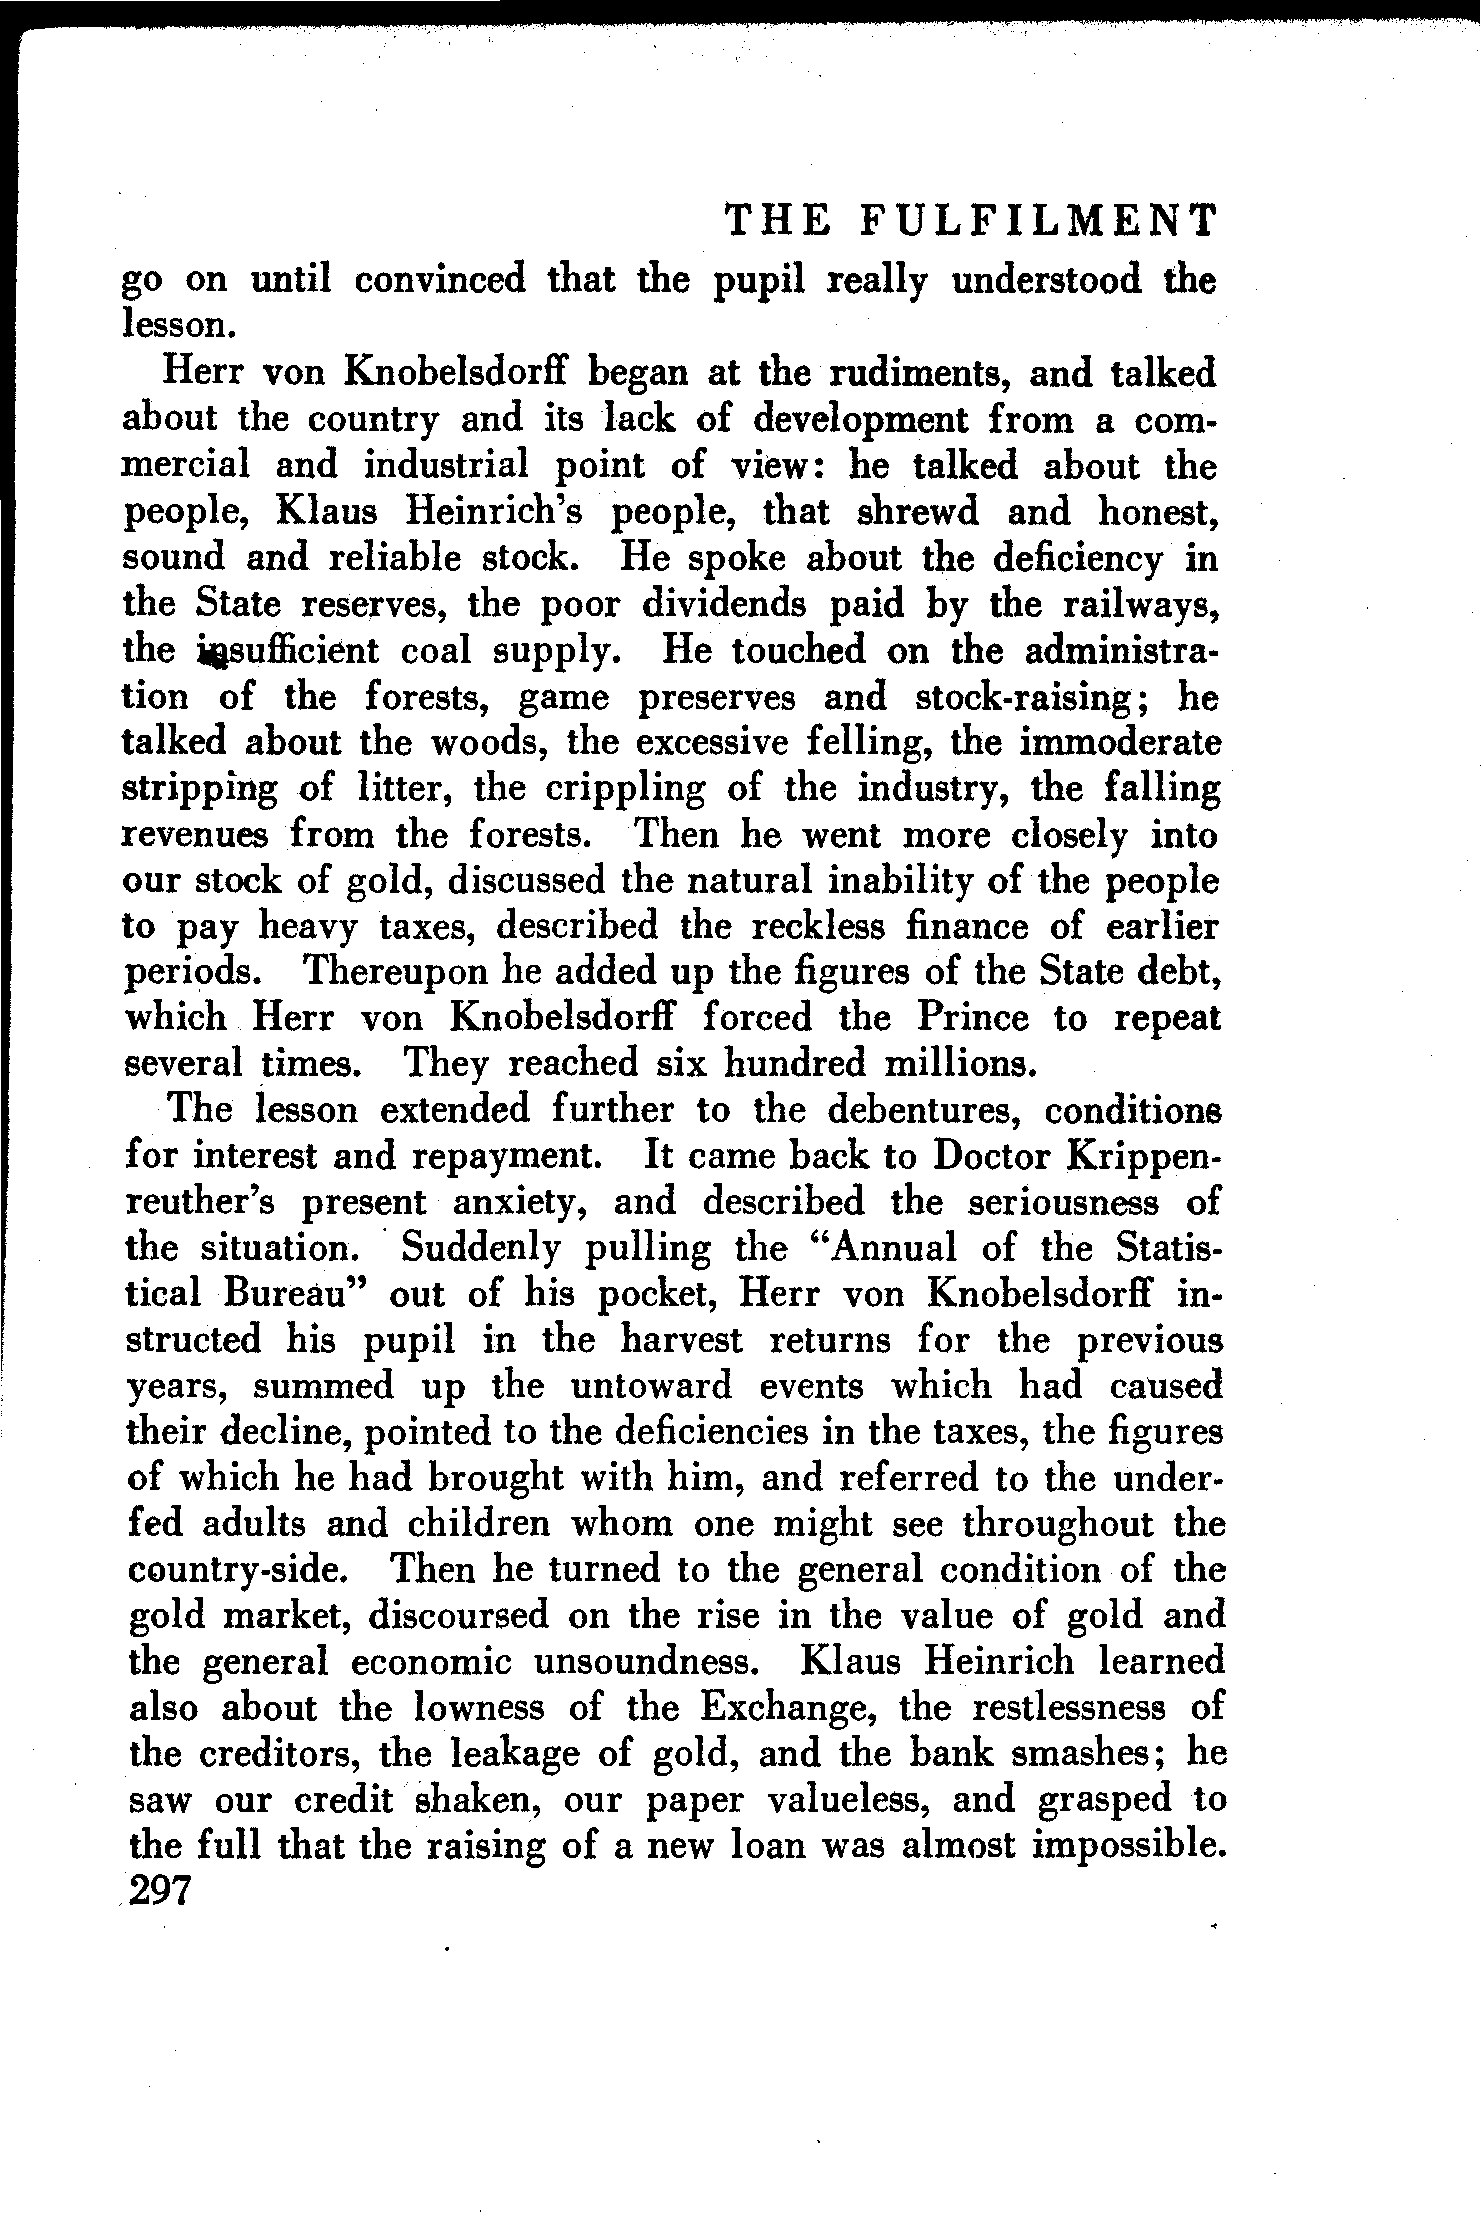 THE FULFILMENT
go on until convinced that the pupil really understood the
lesson.
Herr von Knobelsdorff began at the rudiments, and talked
about the country and its lack of development from a com-
mercial and industrial point of view: he talked about the
people, Klaus Heinrich's people, that shrewd and honest,
sound and reliable stock. He spoke about the deficiency in
the State reserves, the poor dividends paid by the railways,
the insufficient coal supply. He touched on the administra-
tion of the forests, game preserves and stock-raising; he
talked about the woods, the excessive felling, the immoderate
stripping of litter, the crippling of the industry, the falling
revenues from the forests. Then he went more closely into
our stock of gold, discussed the natural inability of the people
to pay heavy taxes, described the reckless finance of earlier
periods. Thereupon he added up the figures of the State debt,
which Herr von Knobelsdorff forced the Prince to repeat
several times. They reached six hundred millions.
The lesson extended further to the debentures, conditions
for interest and repayment. It came back to Doctor Krippen-
reuther's present anxiety, and described the seriousness of
the situation. Suddenly pulling the “Annual of the Statis-
tical Bureau” out of his pocket, Herr von Knobelsdorff in-
structed his pupil in the harvest returns for the previous
years, summed up the untoward events which had caused
their decline, pointed to the deficiencies in the taxes, the figures
of which he had brought with him, and referred to the under-
fed adults and children whom one might see throughout the
country-side. Then he turned to the general condition of the
gold market, discoursed on the rise in the value of gold and
the general economic unsoundness. Klaus Heinrich learned
also about the lowness of the Exchange, the restlessness of
the creditors, the leakage of gold, and the bank smashes; he
saw our credit shaken, our paper valueless, and grasped to
the full that the raising of a new loan was almost impossible.
297